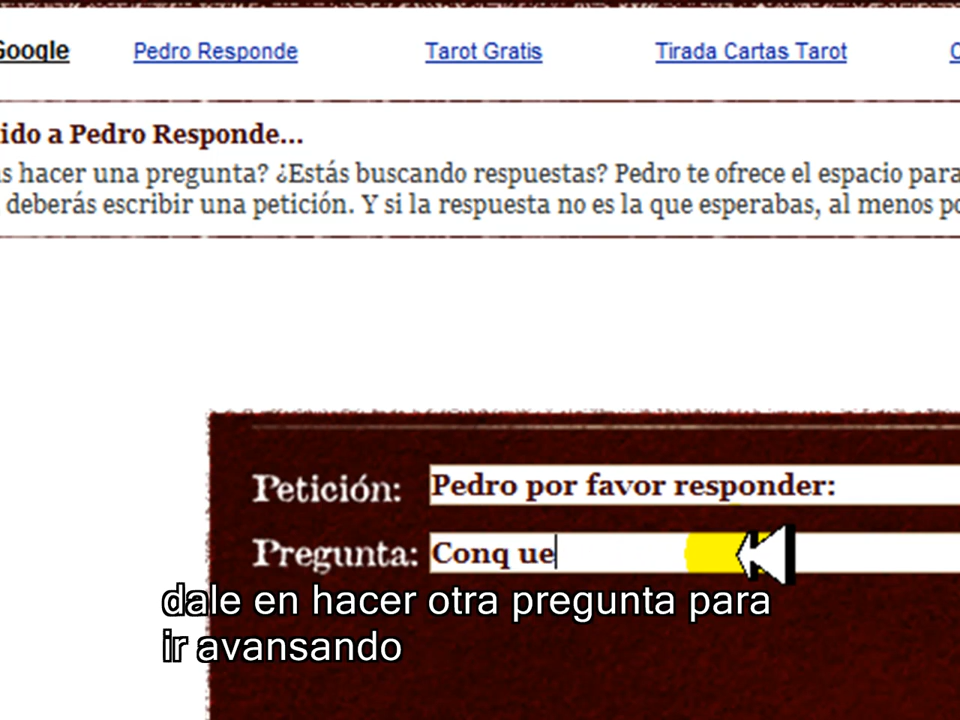 Google Pedro Responde Tarot Gratis Tirada Cartas Tarot
ido a Pedro Responde...
s hacer una pregunta? ¿Estás buscando respuestas? Pedro te ofrece el espacio para
deberás escribir una petición. Y si la respuesta no es la que esperabas, al menos po
Petición: Pedro por favor responder:
Pregunta: Conq ue
dale en hacer otra pregunta para
ir avansando